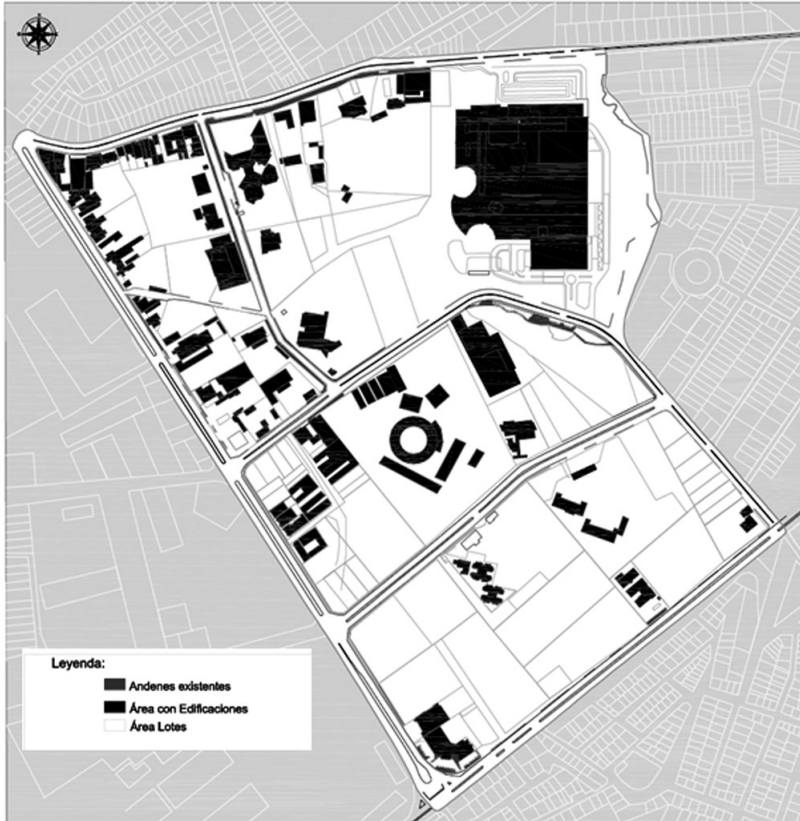 Leyenda:
Andenes existentes
Área con Edificaciones
Área Lotes